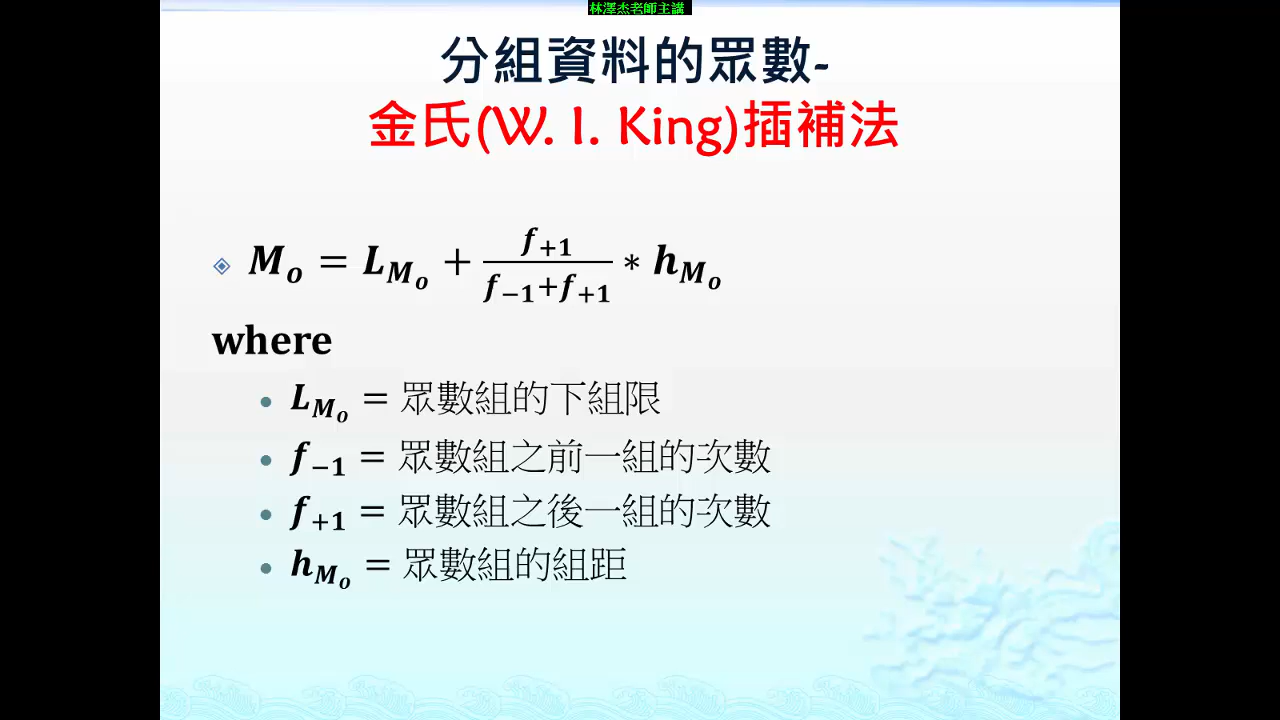 林澤杰老師主講
分組資料的眾數-
金氏(W. I. King)插補法
M_o = L_{M_o} + \frac{f_{+1}}{f_{-1}+f_{+1}} * h_{M_o}
where
L_{M_o} = 眾數組的下組限
f_{-1} = 眾數組之前一組的次數
f_{+1} = 眾數組之後一組的次數
h_{M_o} = 眾數組的組距